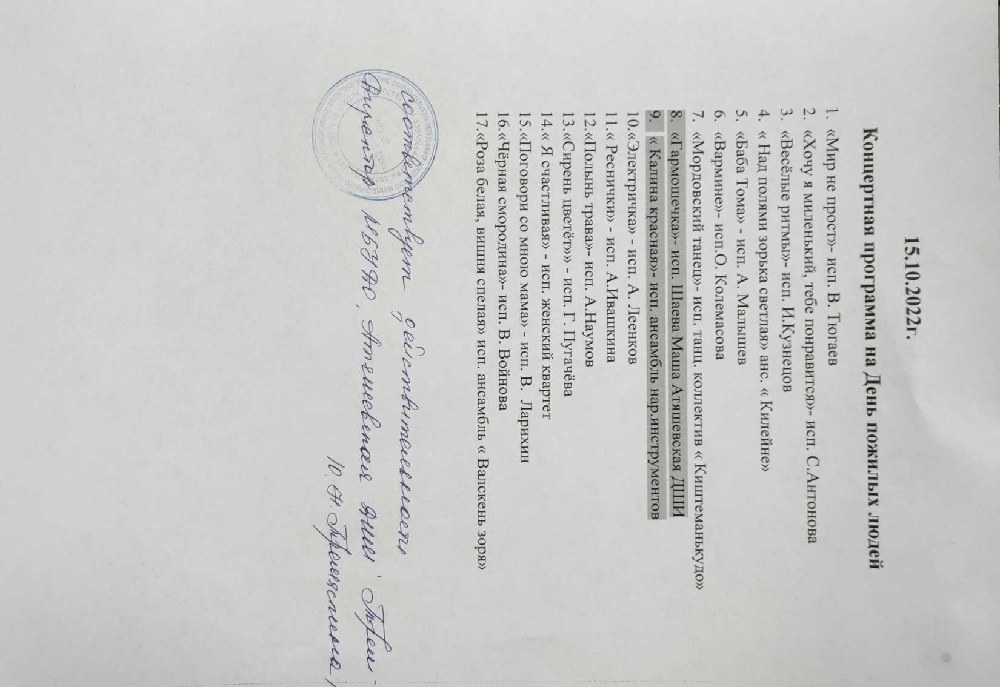 15.10.2022г.
Концертная программа на День пожилых людей
1. «Мир не прост»- исп. В. Тюгаев
2. «Хочу я миленький, тебе понравится»- исп. С.Антонова
3. «Весёлые ритмы»- исп. И.Кузнецов
4. « Над полями зорька светлая» анс. « Килейне»
5. «Баба Тома» - исп. А. Малышев
6. «Вармине»- исп.О. Колемасова
7. «Мордовский танец»- исп. танц. коллектив « Киштеманькудо»
8. «Гармошечка»- исп. Шаева Маша Атяшевская ДШИ
9. « Калина красная»- исп. ансамбль нар.инструментов
10.«Электричка» - исп. А. Леенков
11.« Реснички» - исп. А.Ивашкина
12.«Полынь трава»- исп. А.Наумов
13.«Сирень цветёт»» - исп. Г. Пугачёва
14.« Я счастливая» - исп. женский квартет
15.«Поговори со мною мама» - исп. В. Ларихин
16.«Чёрная смородина»- исп. В. Войнова
17.«Роза белая, вишня спелая» исп. ансамбль « Валскень зоря»
соответствует действительности
Директор МБУДО „Атяшевская ДШИ"
Ю. Н.